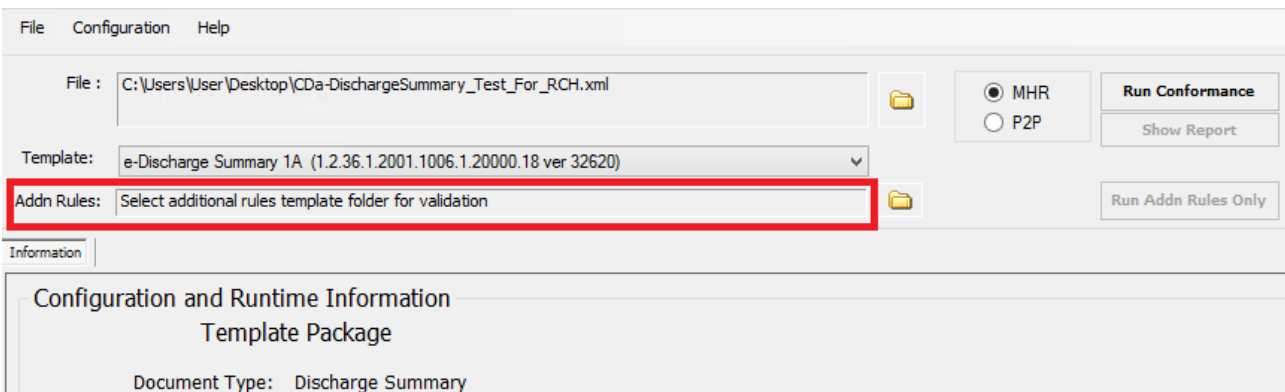 File Configuration Help
File : C:\Users\User\Desktop\CDa-DischargeSummary_Test_For_RCH.xml
MHR
Run Conformance
P2P
Show Report
Template: e-Discharge Summary 1A (1.2.36.1.2001.1006.1.20000.18 ver 32620)
Addn Rules: Select additional rules template folder for validation
Run Addn Rules Only
Information
Configuration and Runtime Information
Template Package
Document Type: Discharge Summary